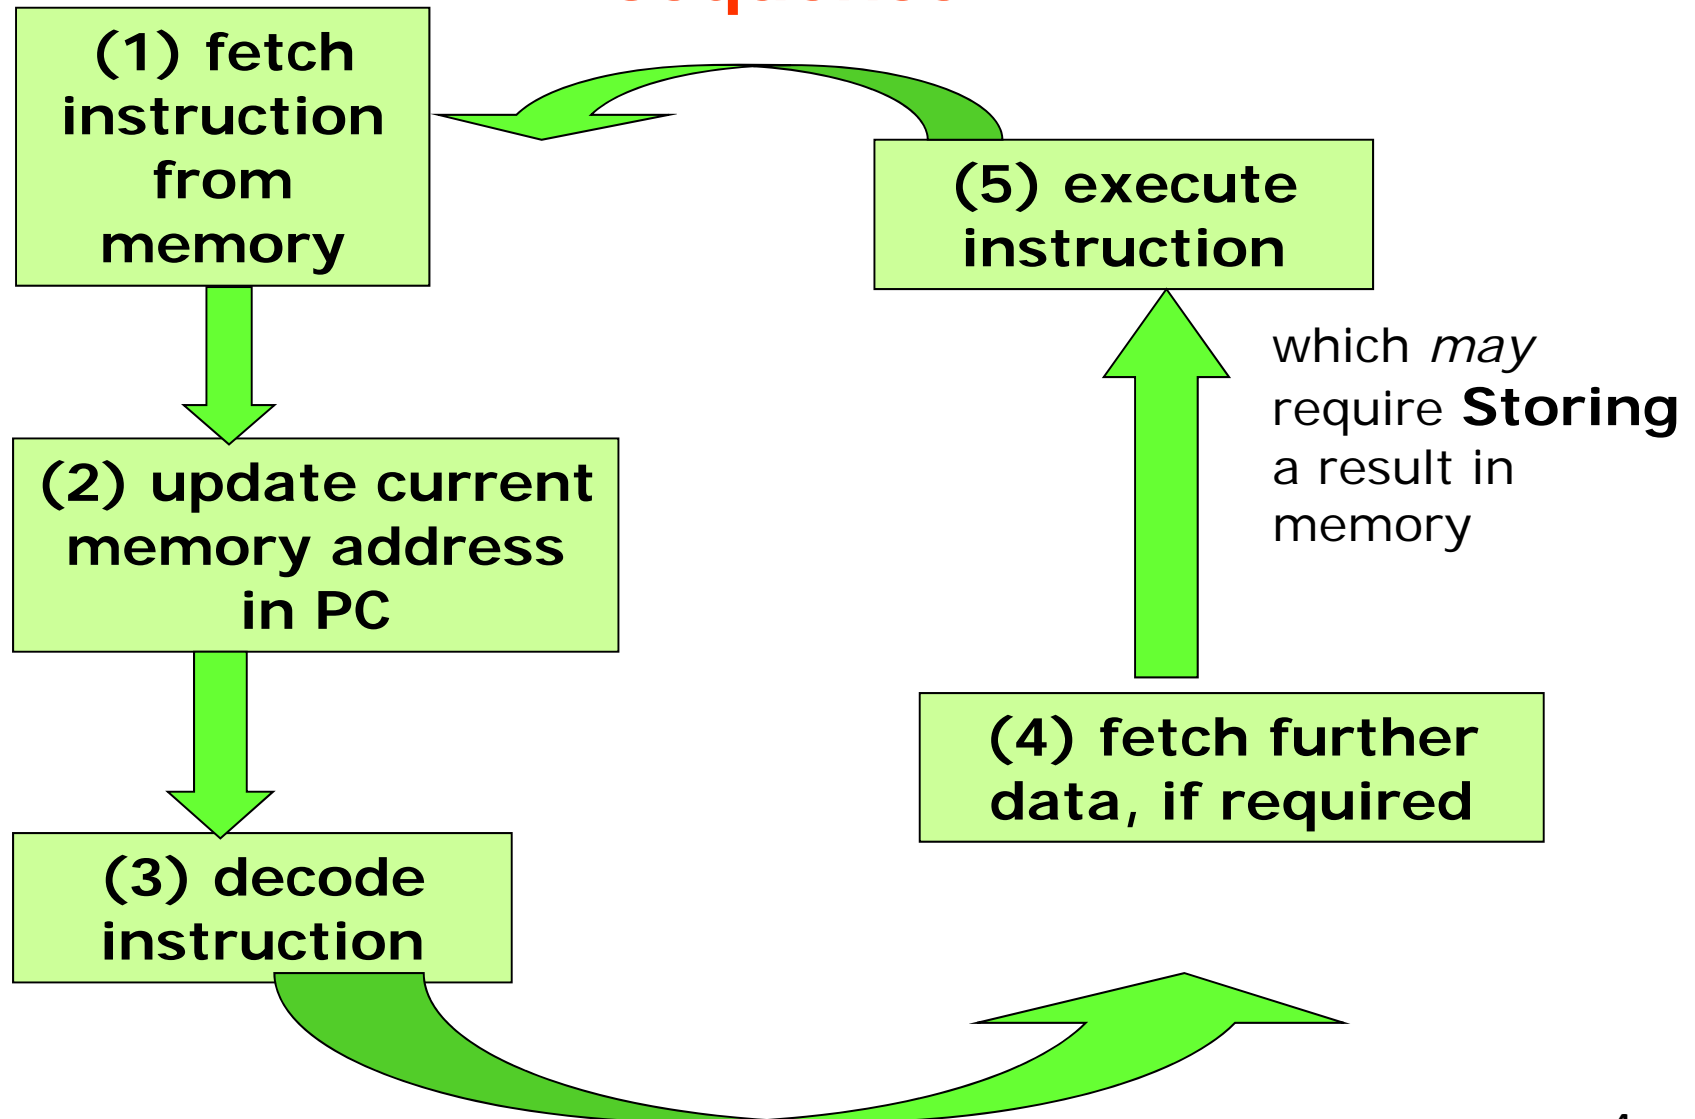 (1) fetch
instruction
from
memory
(2) update current
memory address
in PC
(3) decode
instruction
(4) fetch further
data, if required
(5) execute
instruction
which may
require Storing
a result in
memory